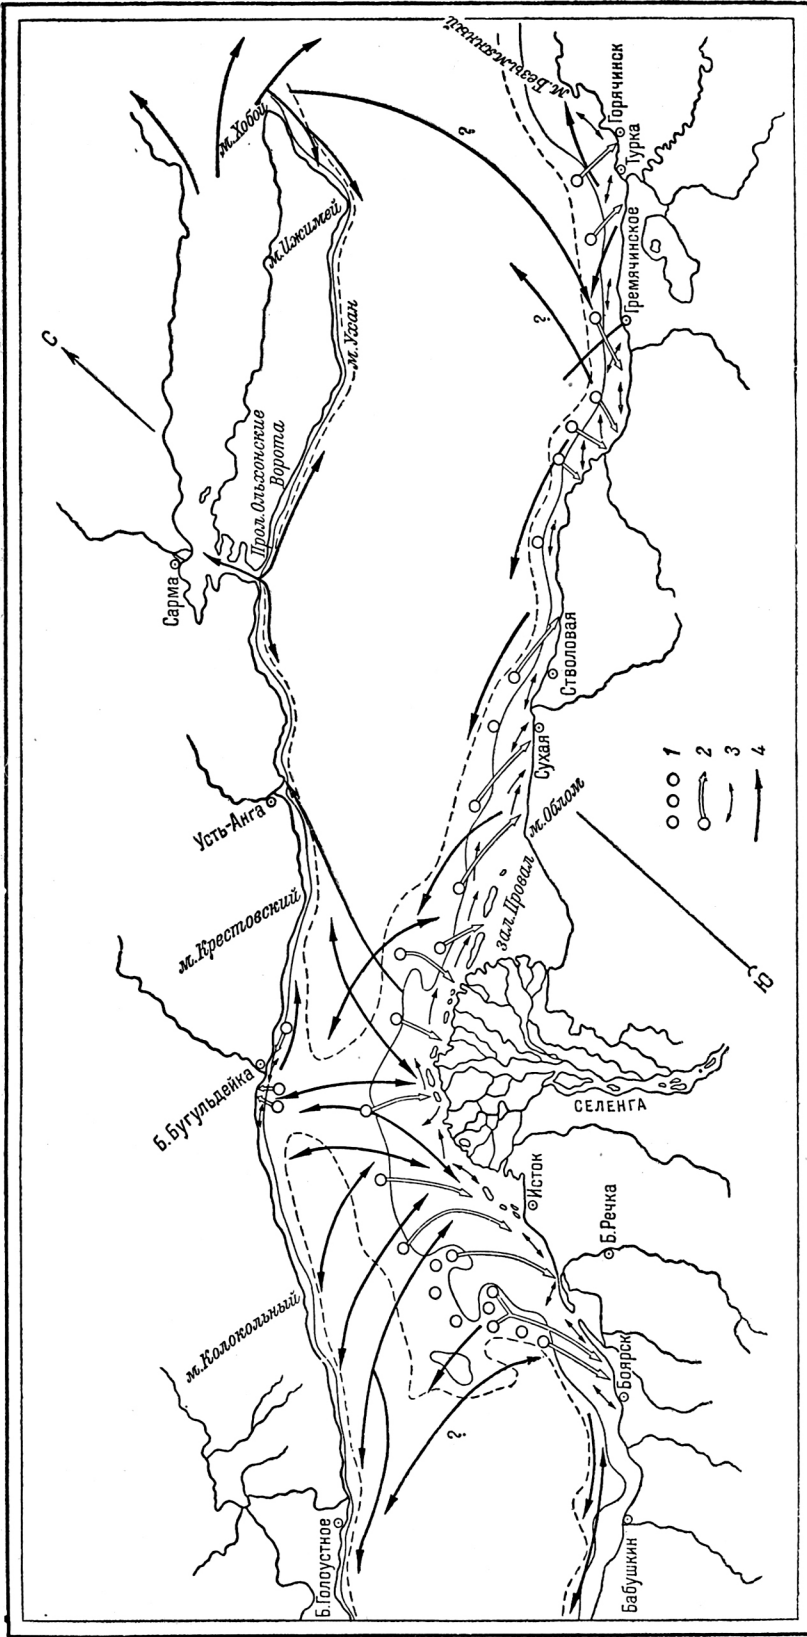 м. Безымянный
Горячинск
Турка
Гремячинское
м. Хобой
м. Ижимей
м. Ухан
С
?
?
Прол. Ольхонские
Ворота
Сарма
Стволовая
Сухая
м. Облом
зал. Провал
Усть-Анга
м. Крестовский
Б. Бугульдейка
СЕЛЕНГА
Исток
Б. Речка
Боярск
м. Колокольный
?
Б. Голоустное
Бабушкин
Ю
1
2
3
4